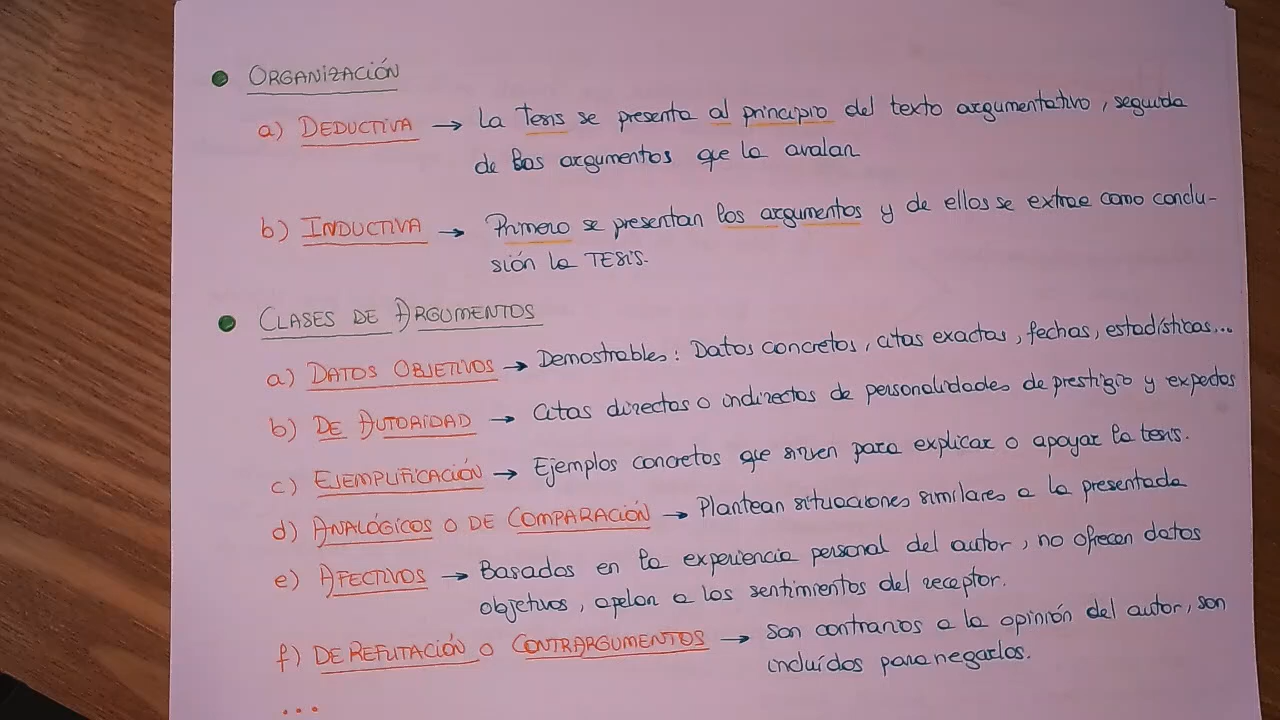 • ORGANIZACIÓN
a) DEDUCTIVA → La Tesis se presenta al principio del texto argumentativo, seguida
de los argumentos que la avalan
b) INDUCTIVA → Primero se presentan los argumentos y de ellos se extrae como conclu-
sión la TESIS.
• CLASES DE ARGUMENTOS
a) DATOS OBJETIVOS → Demostrables: Datos concretos, citas exactas, fechas, estadísticas...
b) DE AUTORIDAD → Citas directas o indirectas de personalidades de prestigio y expertos
c) EJEMPLIFICACIÓN → Ejemplos concretos que sirven para explicar o apoyar la tesis.
d) ANALÓGICOS O DE COMPARACIÓN → Plantean situaciones similares a la presentada
e) AFECTIVOS → Basados en la experiencia personal del autor, no ofrecen datos
objetivos, apelan a los sentimientos del receptor.
f) DE REFUTACIÓN O CONTRARGUMENTOS → Son contrarios a la opinión del autor, son
incluídos para negarlos.
...